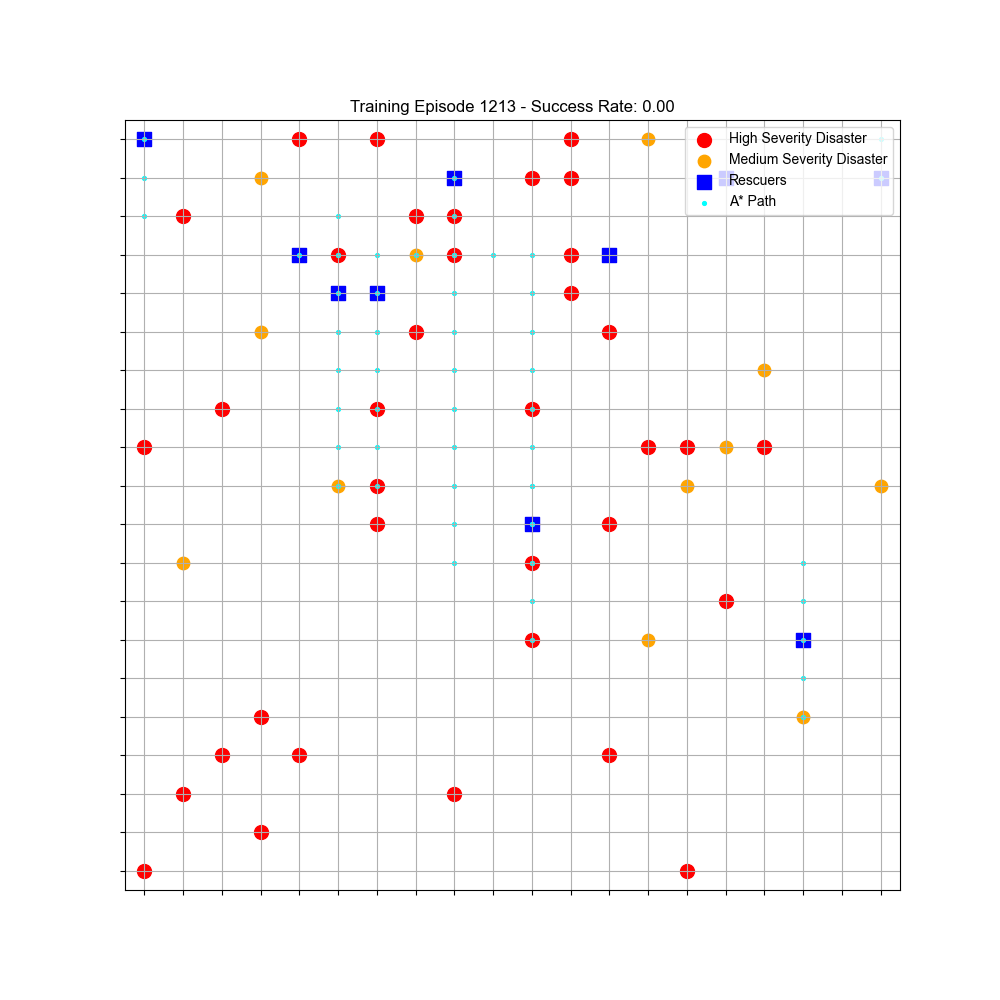 Training Episode 1213 - Success Rate: 0.00
High Severity Disaster
Medium Severity Disaster
Rescuers
A* Path